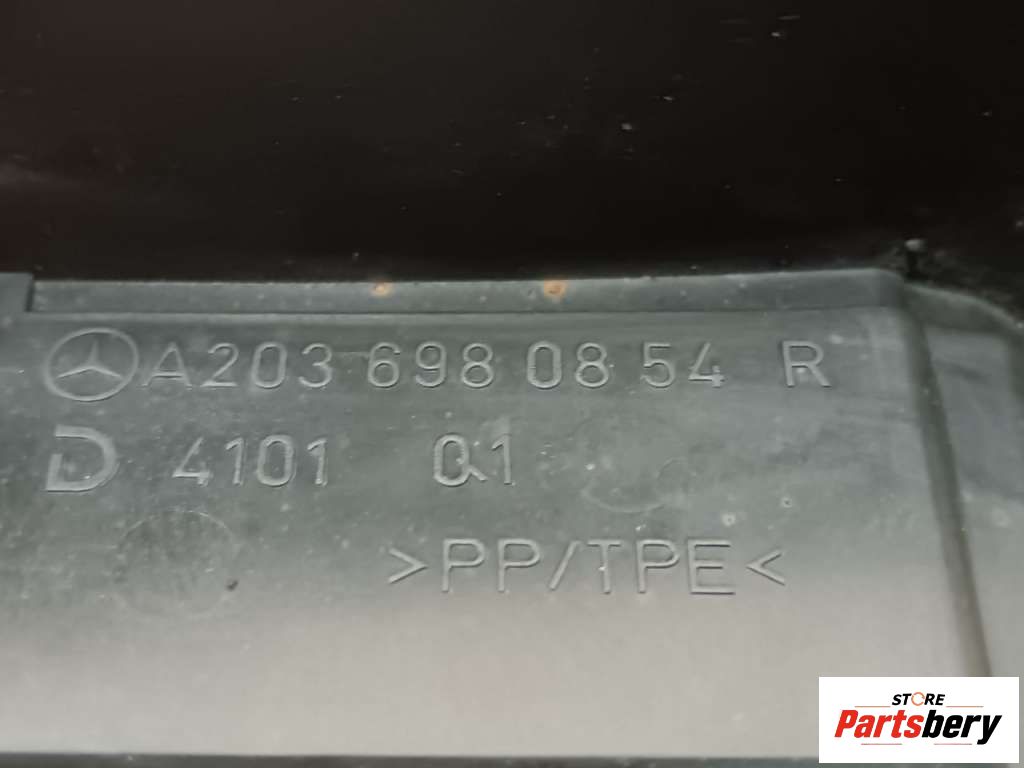 A203 698 08 54 R
D 4101 Q1
>PP/TPE<
STORE
Partsbery